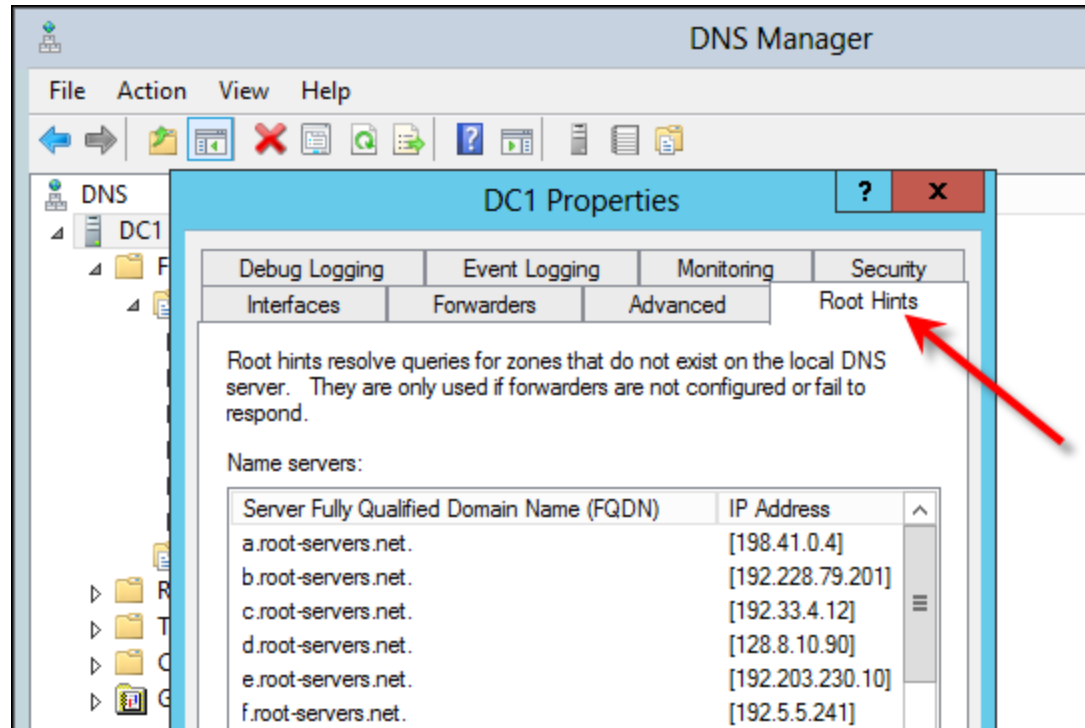 DNS Manager
File Action View Help
DNS
DC1
DC1 Properties
? x
F
R
T
C
G
Debug Logging Event Logging Monitoring Security
Interfaces Forwarders Advanced Root Hints
Root hints resolve queries for zones that do not exist on the local DNS
server. They are only used if forwarders are not configured or fail to
respond.
Name servers:
Server Fully Qualified Domain Name (FQDN) IP Address
a.root-servers.net. [198.41.0.4]
b.root-servers.net. [192.228.79.201]
c.root-servers.net. [192.33.4.12]
d.root-servers.net. [128.8.10.90]
e.root-servers.net. [192.203.230.10]
f.root-servers.net. [192.5.5.241]